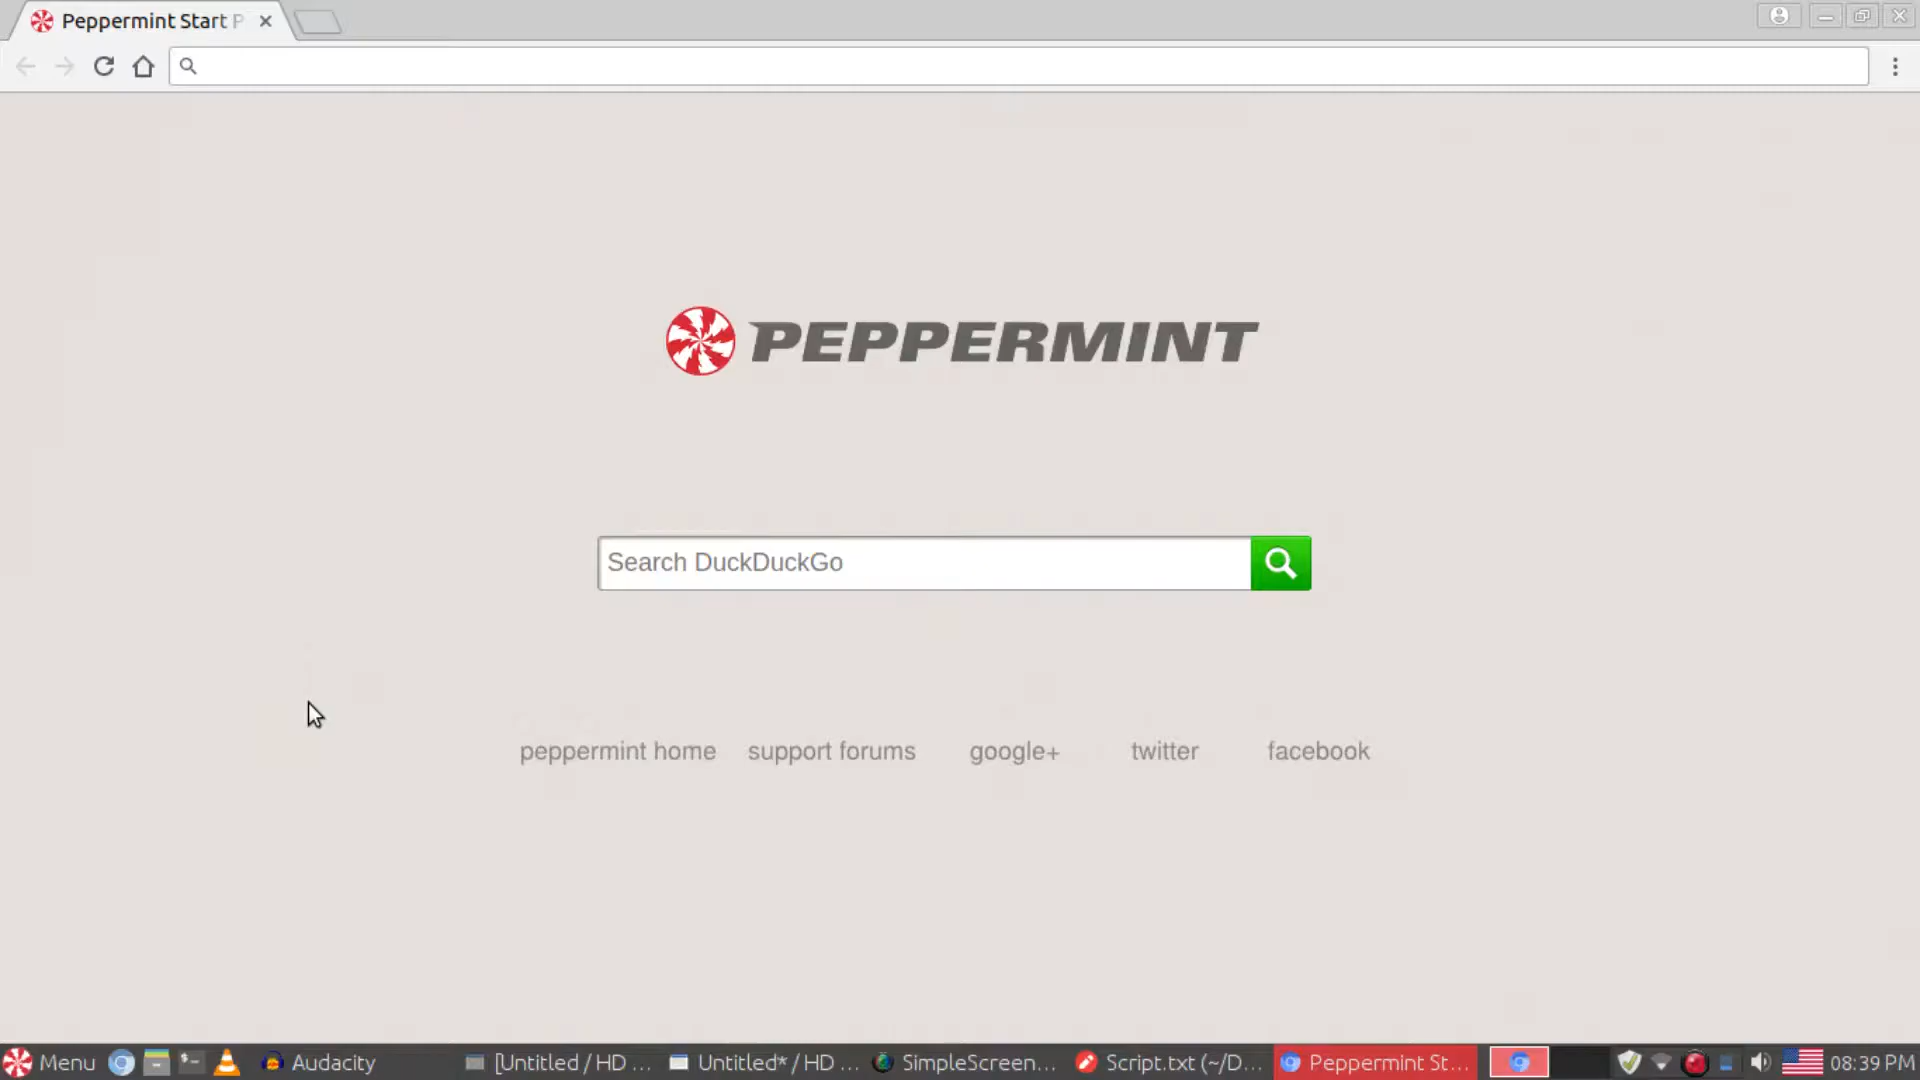 Peppermint Start P
PEPPERMINT
Search DuckDuckGo
peppermint home support forums google+ twitter facebook
Menu Audacity [Untitled / HD ... Untitled* / HD ... SimpleScreen... Script.txt (~/D... Peppermint St... 08:39 PM